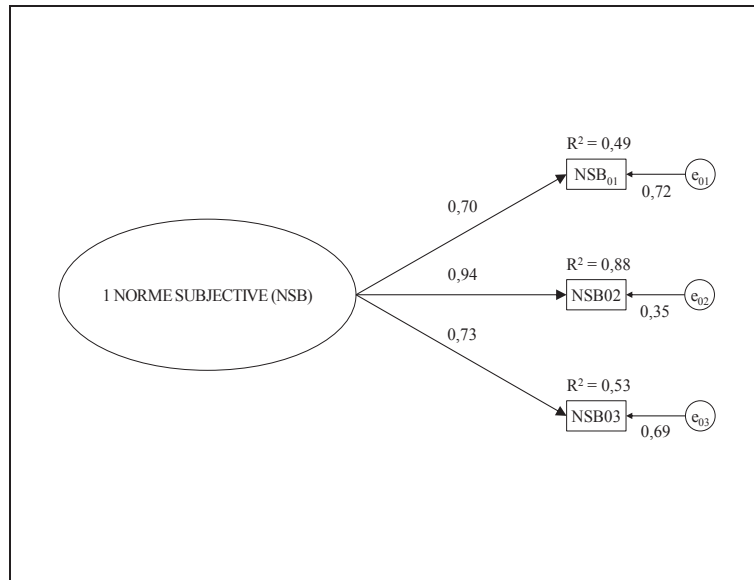 R² = 0,49
NSB₀₁
e₀₁
0,72
0,70
1 NORME SUBJECTIVE (NSB)
0,94
R² = 0,88
NSB02
e₀₂
0,35
0,73
R² = 0,53
NSB03
e₀₃
0,69